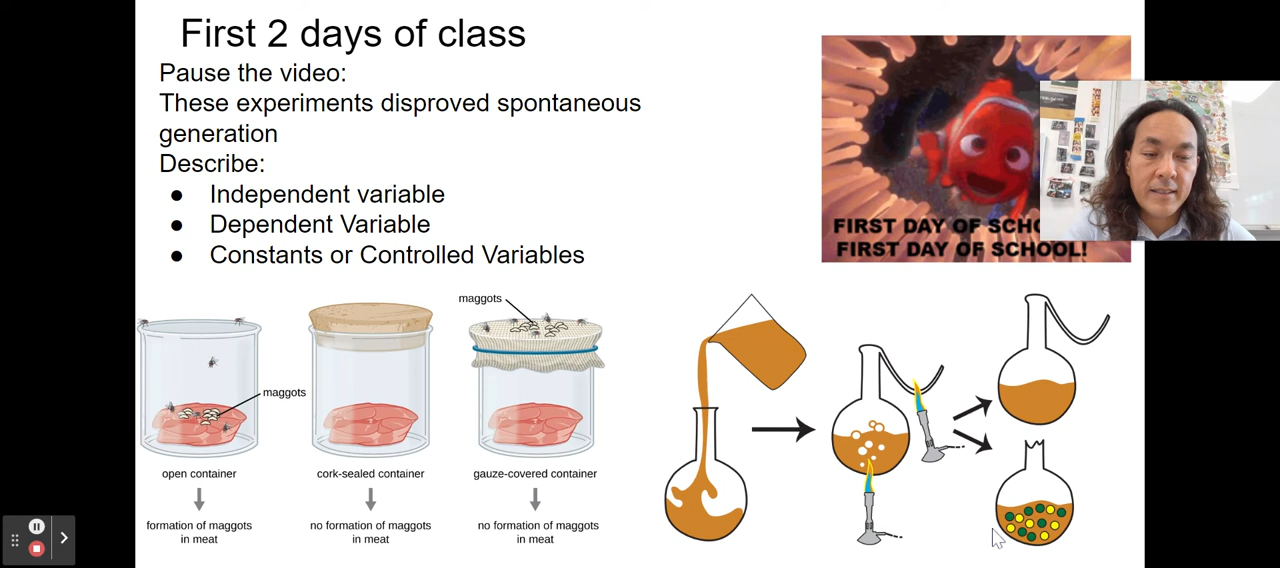 First 2 days of class
Pause the video:
These experiments disproved spontaneous
generation
Describe:
● Independent variable
● Dependent Variable
● Constants or Controlled Variables
FIRST DAY OF SCHO
FIRST DAY OF SCHOOL!
maggots
maggots
open container
cork-sealed container
gauze-covered container
formation of maggots
in meat
no formation of maggots
in meat
no formation of maggots
in meat